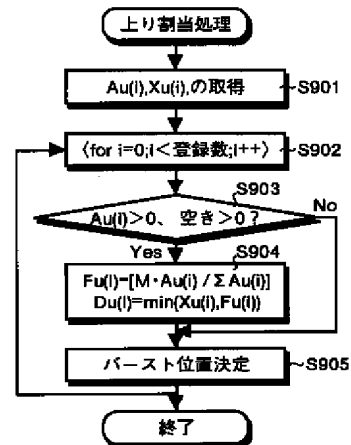 上り割当処理
Au(i),Xu(i),の取得
S901
〈for i=0;i<登録数;i++〉
S902
S903
Au(i)>0、空き>0?
No
Yes
S904
Fu(i)=[M・Au(i)/ΣAu(i)]
Du(i)=min(Xu(i),Fu(i))
バースト位置決定
S905
終了